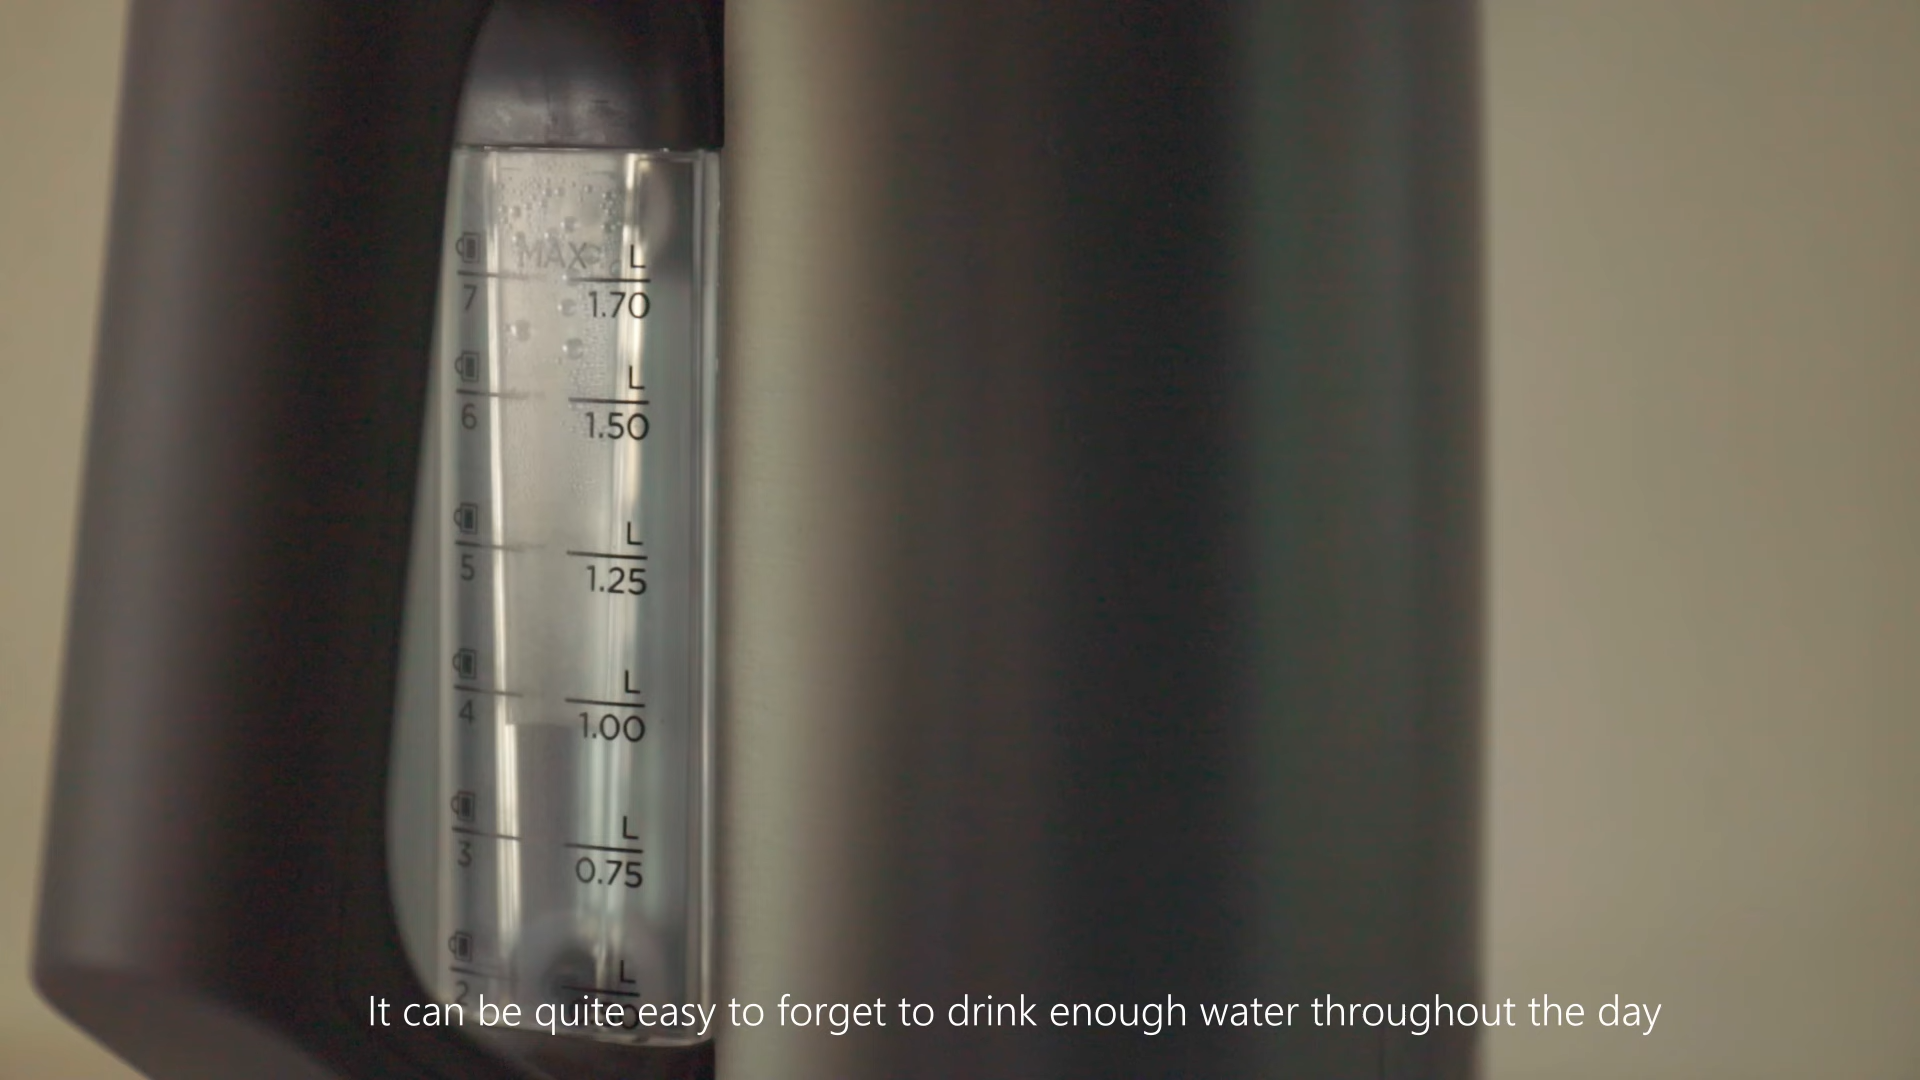 MAX L
7 1.70
L
6 1.50
L
5 1.25
L
4 1.00
L
3 0.75
L
2
It can be quite easy to forget to drink enough water throughout the day